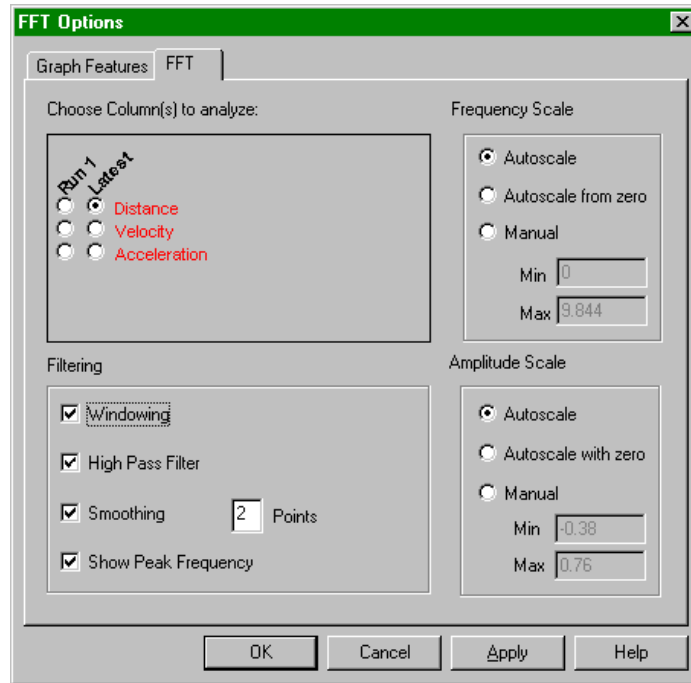 FFT Options
Graph Features FFT
Choose Column(s) to analyze:
Run 1 Latest
Distance
Velocity
Acceleration
Frequency Scale
Autoscale
Autoscale from zero
Manual
Min 0
Max 9.844
Filtering
Windowing
High Pass Filter
Smoothing 2 Points
Show Peak Frequency
Amplitude Scale
Autoscale
Autoscale with zero
Manual
Min -0.38
Max 0.76
OK Cancel Apply Help